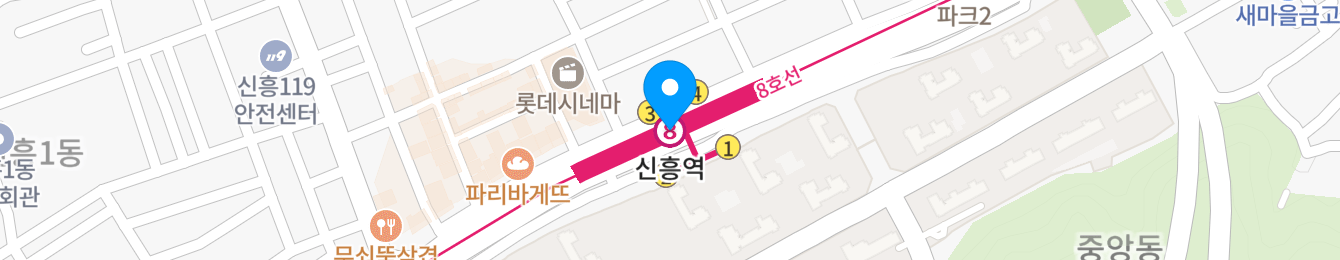 파크2
새마을금고
신흥119
안전센터
119
롯데시네마
8호선
4
3
8
1
신흥역
흥1동
1동
회관
파리바게뜨
중앙동